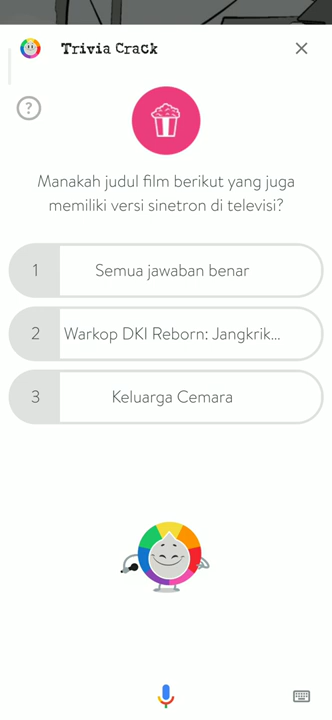 Trivia Crack
?
Manakah judul film berikut yang juga
memiliki versi sinetron di televisi?
1 Semua jawaban benar
2 Warkop DKI Reborn: Jangkrik...
3 Keluarga Cemara